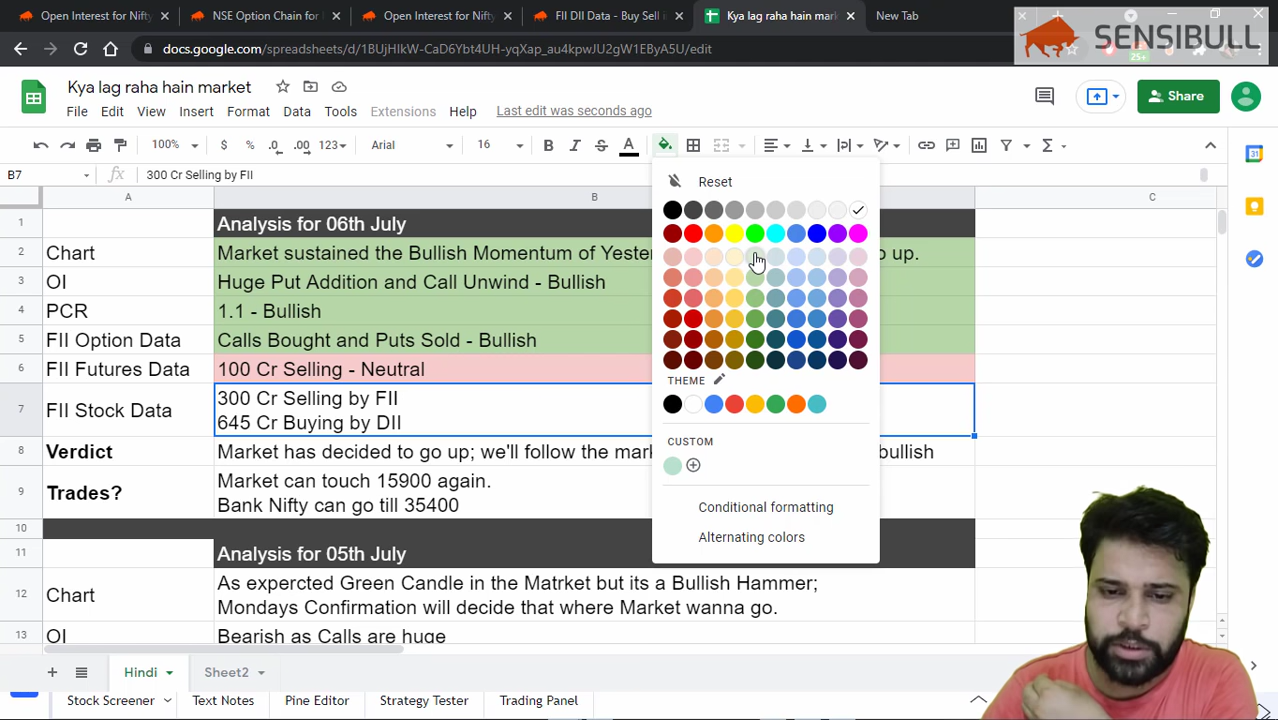 Open Interest for Nifty
NSE Option Chain for
Open Interest for Nifty
FII DII Data - Buy Sell in
Kya lag raha hain mark
New Tab
SENSIBULL
docs.google.com/spreadsheets/d/1BUjHlkW-CaD6Ybt4UH-yqXap_au4kpwJU2gW1EByA5U/edit
25+
Kya lag raha hain market
File Edit View Insert Format Data Tools Extensions Help Last edit was seconds ago
Share
100% $ % .0 .00 123 Arial 16 B I S A
B7 fx 300 Cr Selling by FII
Reset
A B C
1 Analysis for 06th July
2 Chart Market sustained the Bullish Momentum of Yester o up.
3 OI Huge Put Addition and Call Unwind - Bullish
4 PCR 1.1 - Bullish
5 FII Option Data Calls Bought and Puts Sold - Bullish
6 FII Futures Data 100 Cr Selling - Neutral
7 FII Stock Data 300 Cr Selling by FII
645 Cr Buying by DII
THEME
CUSTOM
Conditional formatting
Alternating colors
8 Verdict Market has decided to go up; we'll follow the mark bullish
9 Trades? Market can touch 15900 again.
Bank Nifty can go till 35400
10
11 Analysis for 05th July
12 Chart As expercted Green Candle in the Matrket but its a Bullish Hammer;
Mondays Confirmation will decide that where Market wanna go.
13 OI Bearish as Calls are huge
Hindi Sheet2
Stock Screener Text Notes Pine Editor Strategy Tester Trading Panel